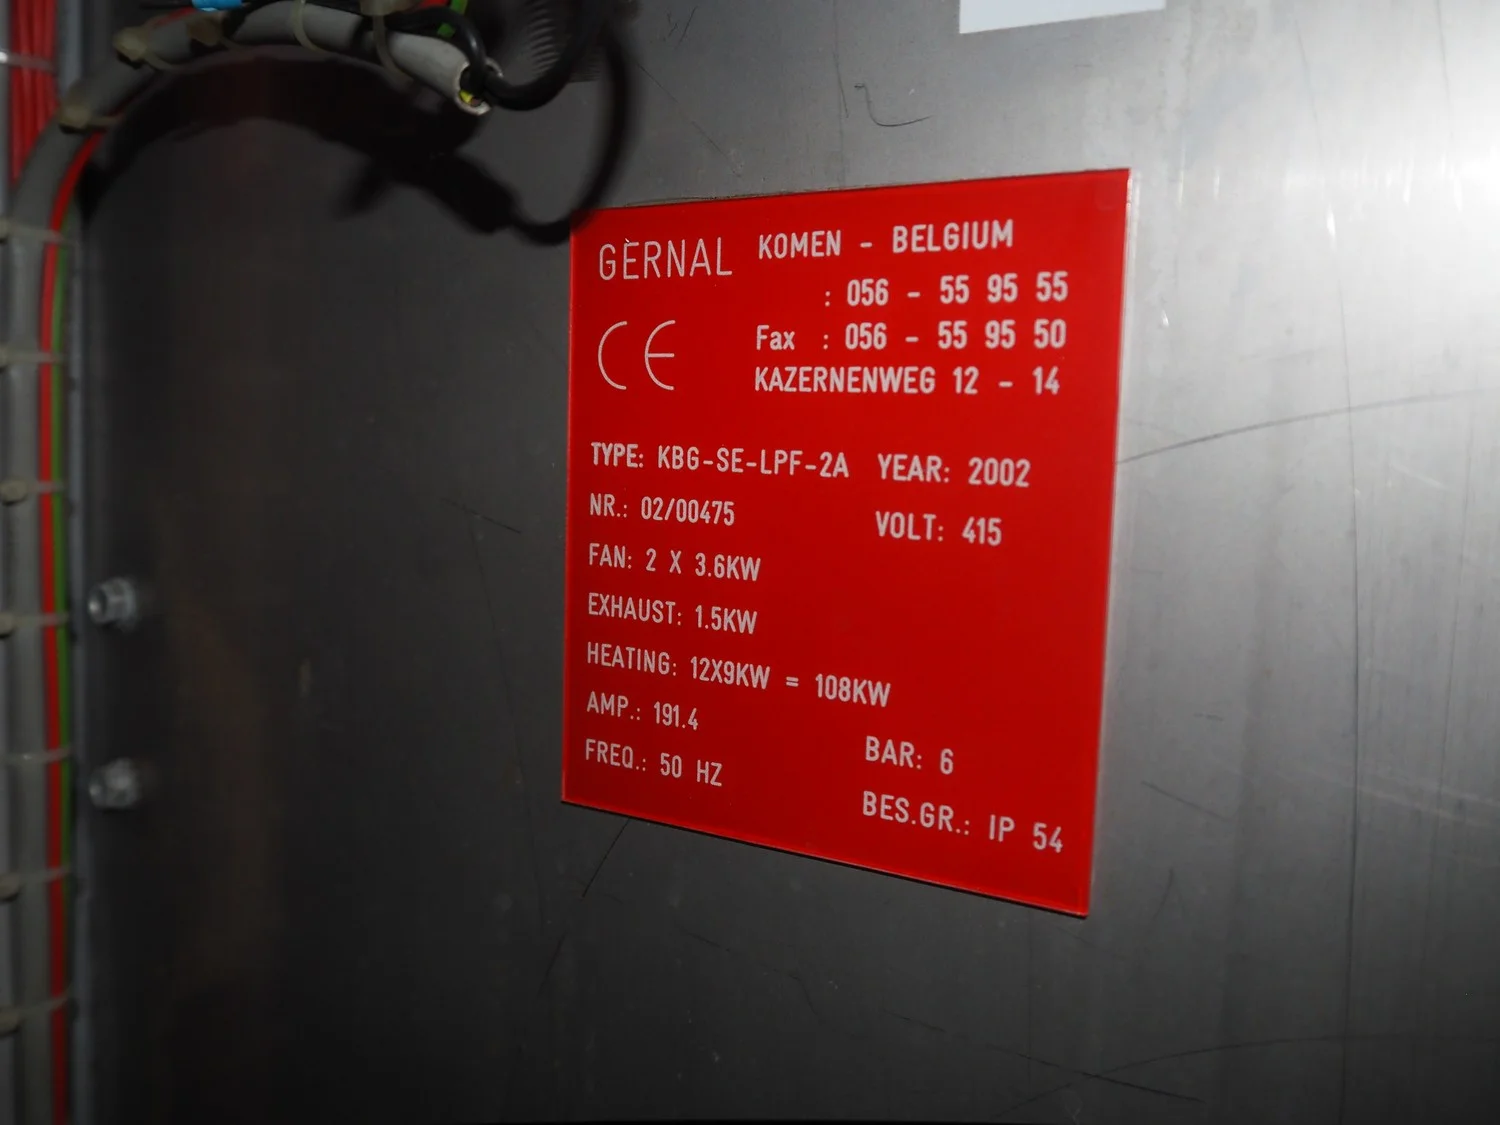 GÈRNAL KOMEN - BELGIUM
: 056 - 55 95 55
CE Fax : 056 - 55 95 50
KAZERNENWEG 12 - 14
TYPE: KBG-SE-LPF-2A YEAR: 2002
NR.: 02/00475 VOLT: 415
FAN: 2 X 3.6KW
EXHAUST: 1.5KW
HEATING: 12X9KW = 108KW
AMP.: 191.4 BAR: 6
FREQ.: 50 HZ BES.GR.: IP 54